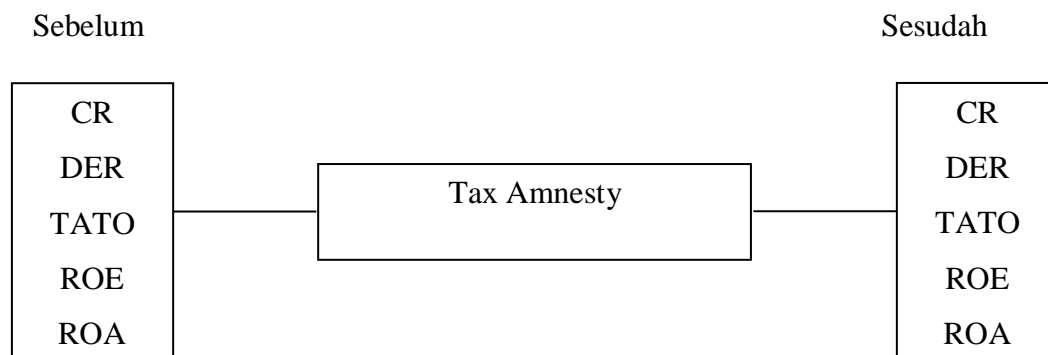 Sebelum
Sesudah
CR
DER
TATO
ROE
ROA
Tax Amnesty
CR
DER
TATO
ROE
ROA